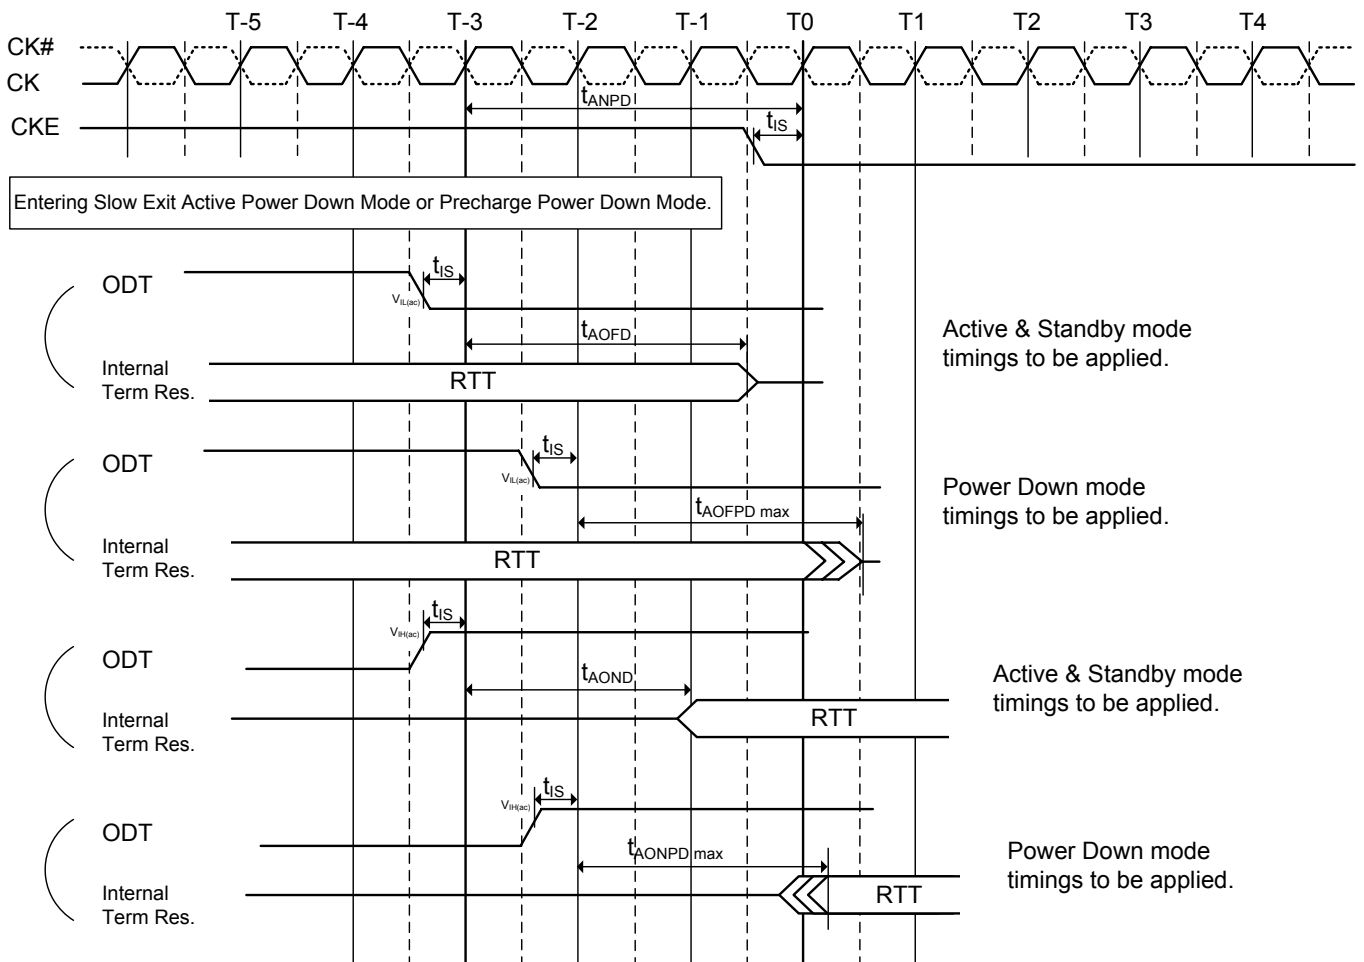 T-5 T-4 T-3 T-2 T-1 T0 T1 T2 T3 T4
CK#
CK
tANPD
CKE
tIS
Entering Slow Exit Active Power Down Mode or Precharge Power Down Mode.
ODT
tIS
VIL(ac)
tAOFD
Internal
Term Res.
RTT
Active & Standby mode
timings to be applied.
ODT
tIS
VIL(ac)
tAOFPD max
Internal
Term Res.
RTT
Power Down mode
timings to be applied.
tIS
VIH(ac)
ODT
tAOND
Internal
Term Res.
RTT
Active & Standby mode
timings to be applied.
tIS
VIH(ac)
ODT
tAONPD max
Internal
Term Res.
RTT
Power Down mode
timings to be applied.